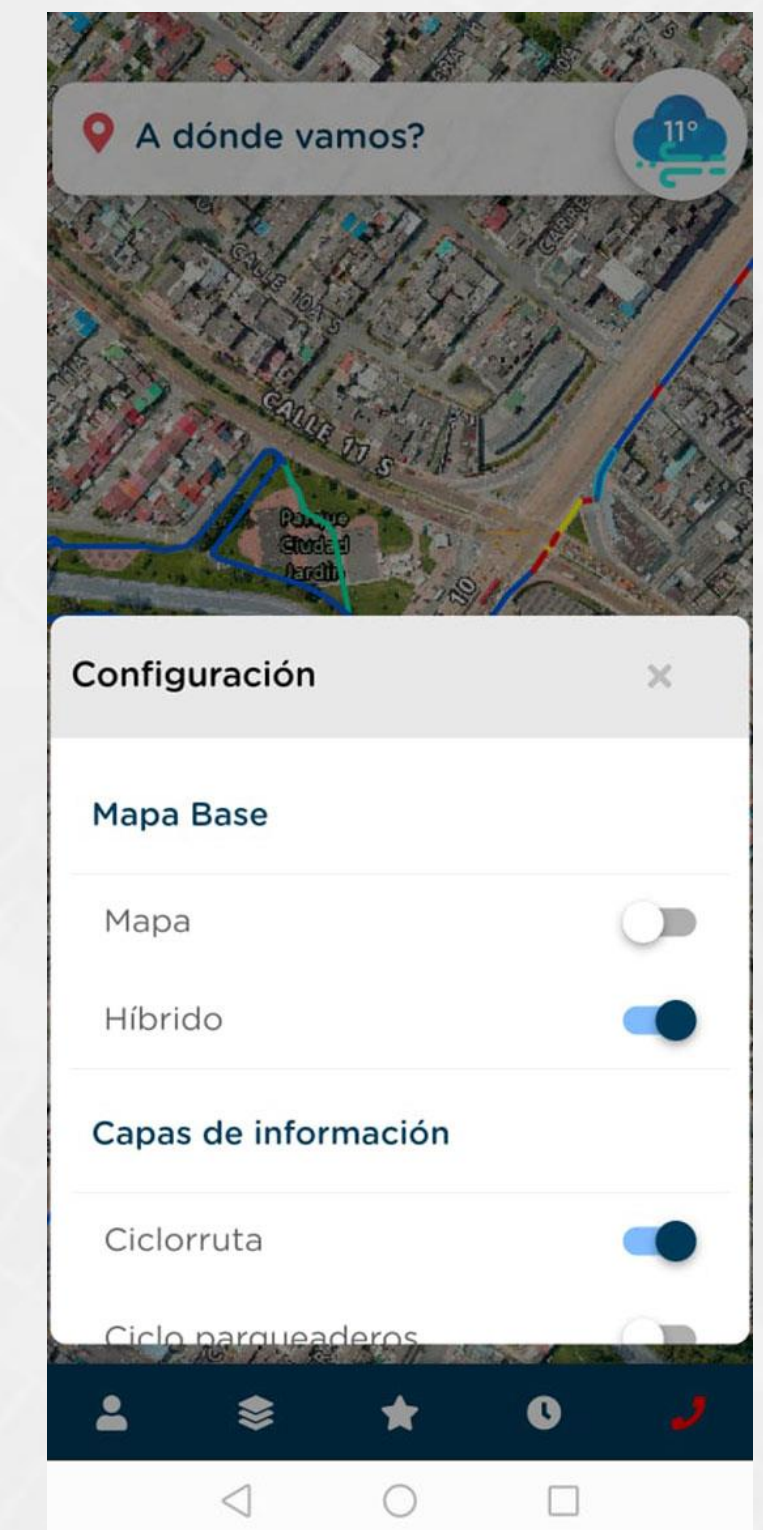 A dónde vamos?
11°
CALLE 10A S
CALLE 11 S
Parque
Ciudad
Jardín
10
Configuración
Mapa Base
Mapa
Híbrido
Capas de información
Ciclorruta
Ciclo parqueaderos